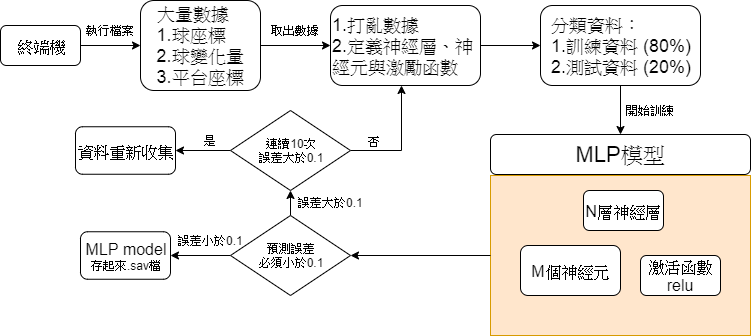 終端機
執行檔案
大量數據
1.球座標
2.球變化量
3.平台座標
取出數據
1.打亂數據
2.定義神經層、神
經元與激勵函數
分類資料：
1.訓練資料 (80%)
2.測試資料 (20%)
開始訓練
MLP模型
N層神經層
M個神經元
激活函數
relu
預測誤差
必須小於0.1
誤差小於0.1
MLP model
存起來.sav檔
誤差大於0.1
連續10次
誤差大於0.1
是
資料重新收集
否